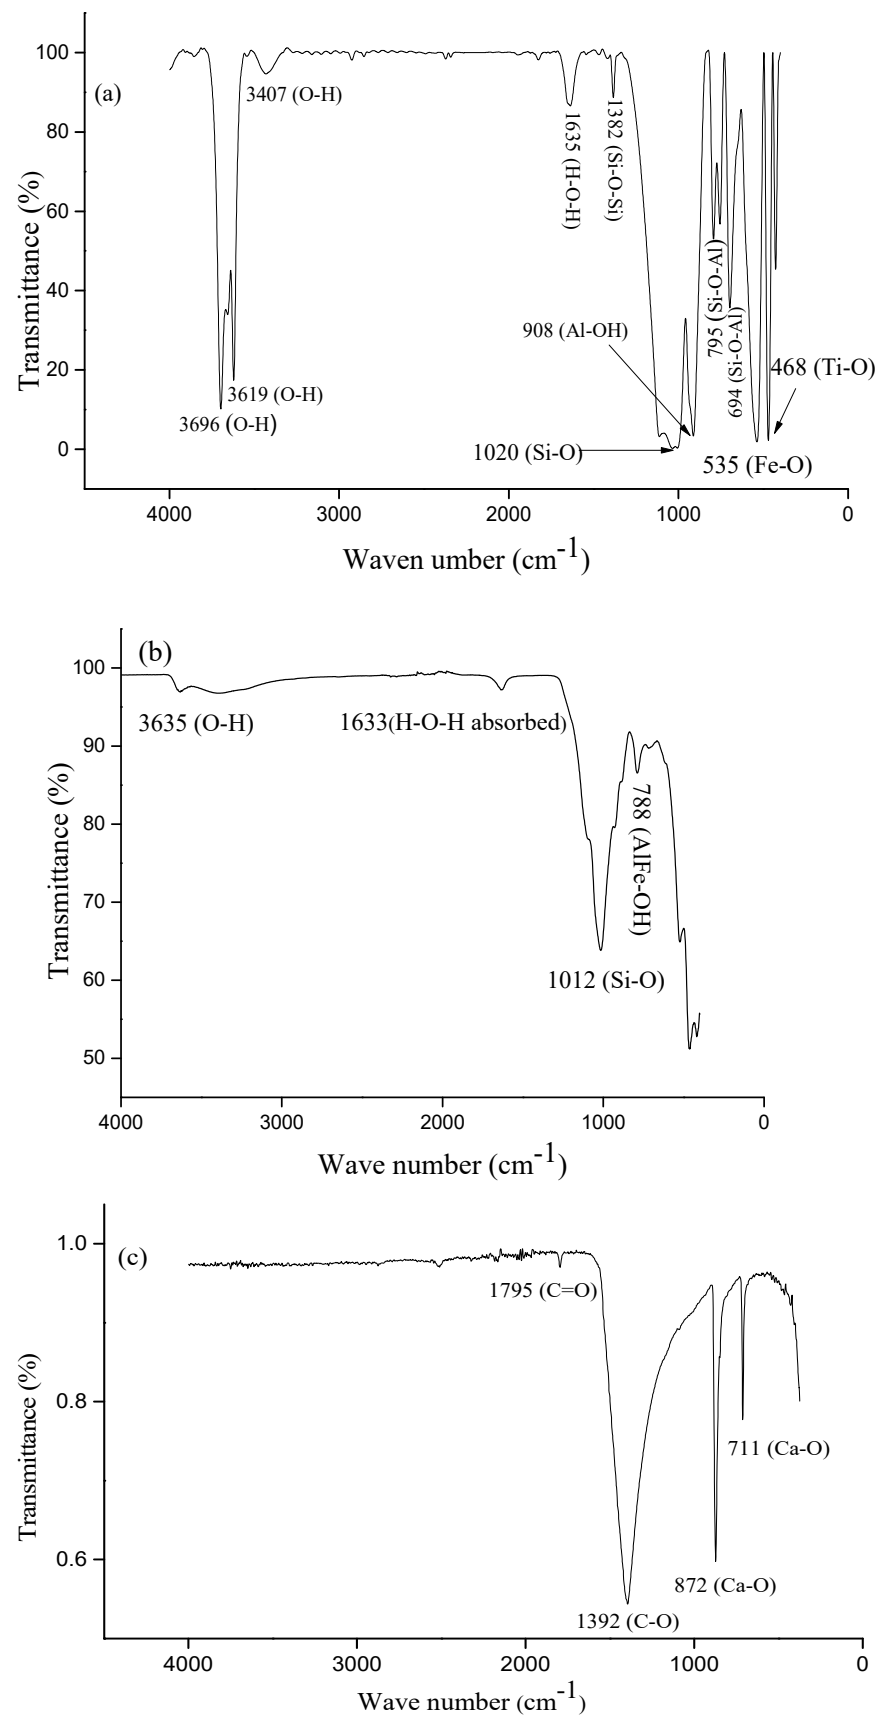 (a)
100
80
60
40
20
0
Transmittance (%)
3407 (O-H)
1635 (H-O-H)
1382 (Si-O-Si)
908 (Al-OH)
795 (Si-O-Al)
694 (Si-O-Al)
468 (Ti-O)
3619 (O-H)
3696 (O-H)
1020 (Si-O)
535 (Fe-O)
4000 3000 2000 1000 0
Waven umber (cm-1)
(b)
100
90
80
70
60
50
Transmittance (%)
3635 (O-H)
1633(H-O-H absorbed)
788 (AlFe-OH)
1012 (Si-O)
4000 3000 2000 1000 0
Wave number (cm-1)
(c)
1.0
0.8
0.6
Transmittance (%)
1795 (C=O)
711 (Ca-O)
872 (Ca-O)
1392 (C-O)
4000 3000 2000 1000 0
Wave number (cm-1)